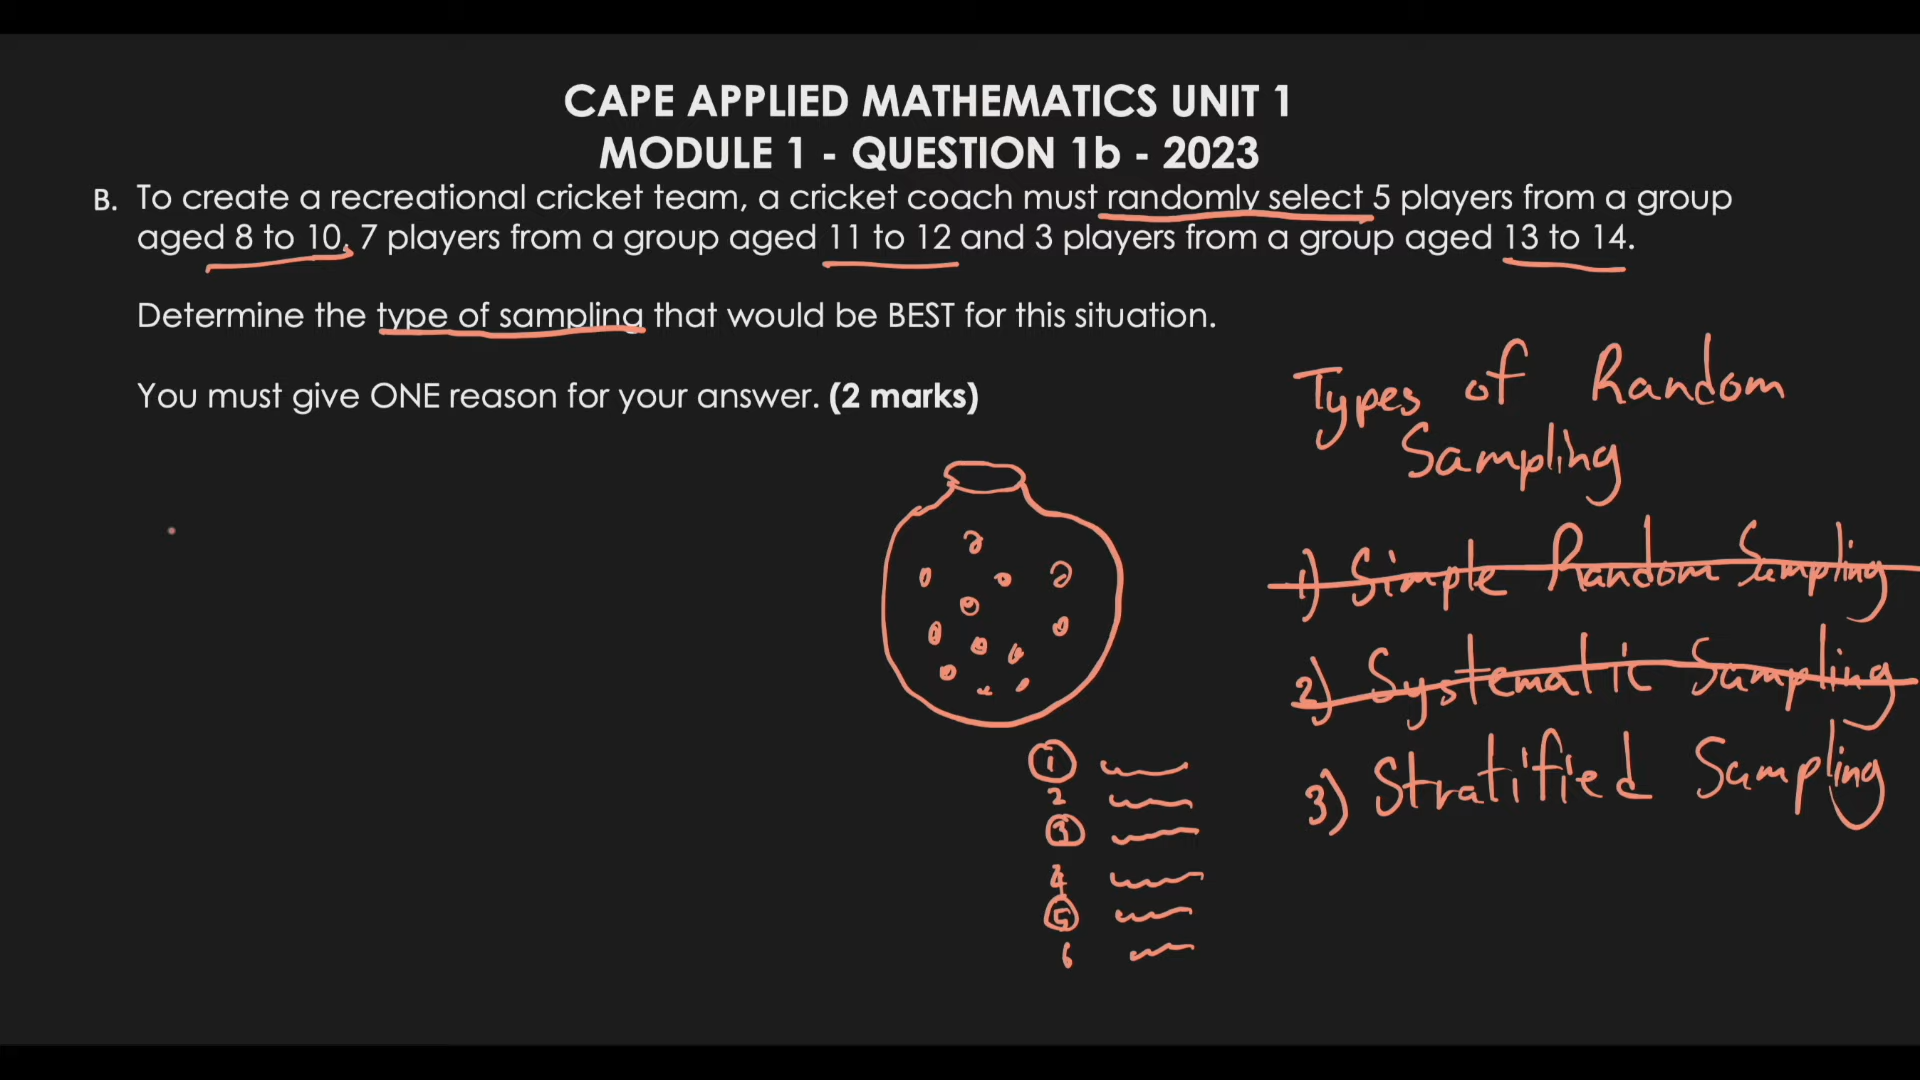 CAPE APPLIED MATHEMATICS UNIT 1
MODULE 1 - QUESTION 1b - 2023
B. To create a recreational cricket team, a cricket coach must randomly select 5 players from a group
aged 8 to 10, 7 players from a group aged 11 to 12 and 3 players from a group aged 13 to 14.
Determine the type of sampling that would be BEST for this situation.
You must give ONE reason for your answer. (2 marks)
Types of Random
Sampling
1) Simple Random Sampling
2) Systematic Sampling
3) Stratified Sampling
1
2
3
4
5
6